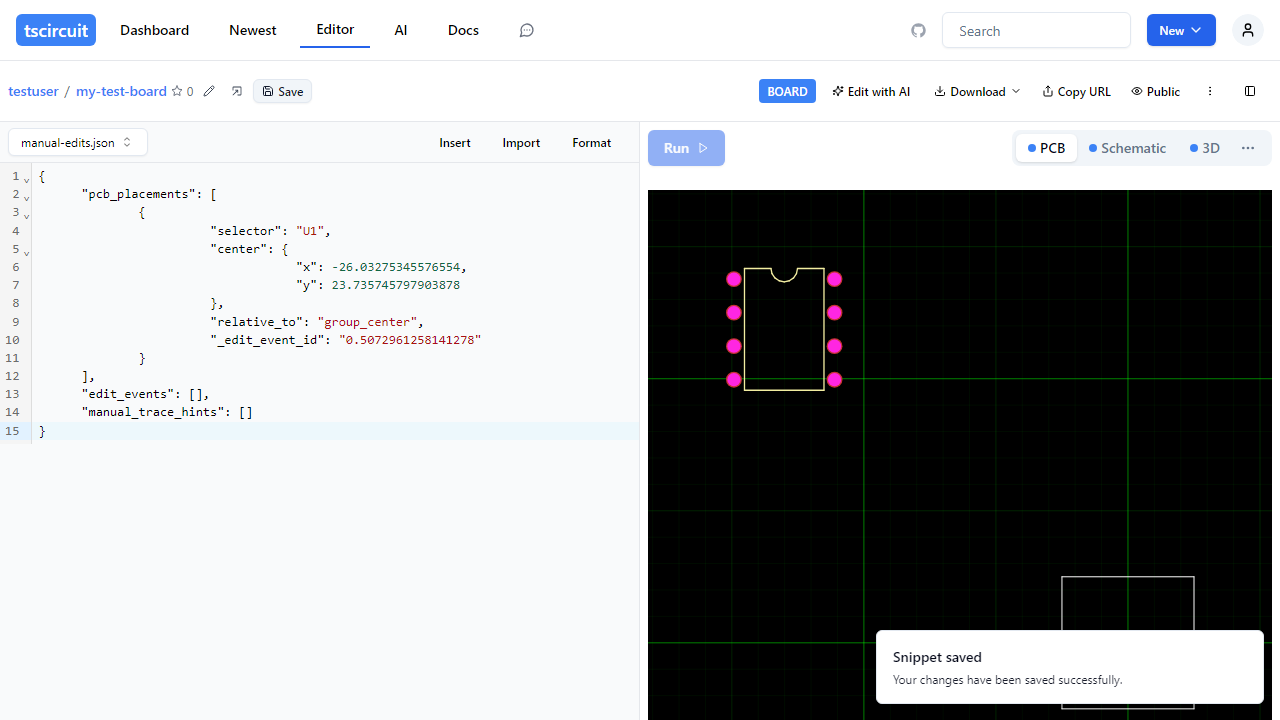 tscircuit Dashboard Newest Editor AI Docs Search New
testuser / my-test-board 0 Save BOARD Edit with AI Download Copy URL Public
manual-edits.json Insert Import Format Run PCB Schematic 3D
1 {
2 "pcb_placements": [
3 {
4 "selector": "U1",
5 "center": {
6 "x": -26.03275345576554,
7 "y": 23.735745797903878
8 },
9 "relative_to": "group_center",
10 "_edit_event_id": "0.5072961258141278"
11 }
12 ],
13 "edit_events": [],
14 "manual_trace_hints": []
15 }
Snippet saved
Your changes have been saved successfully.